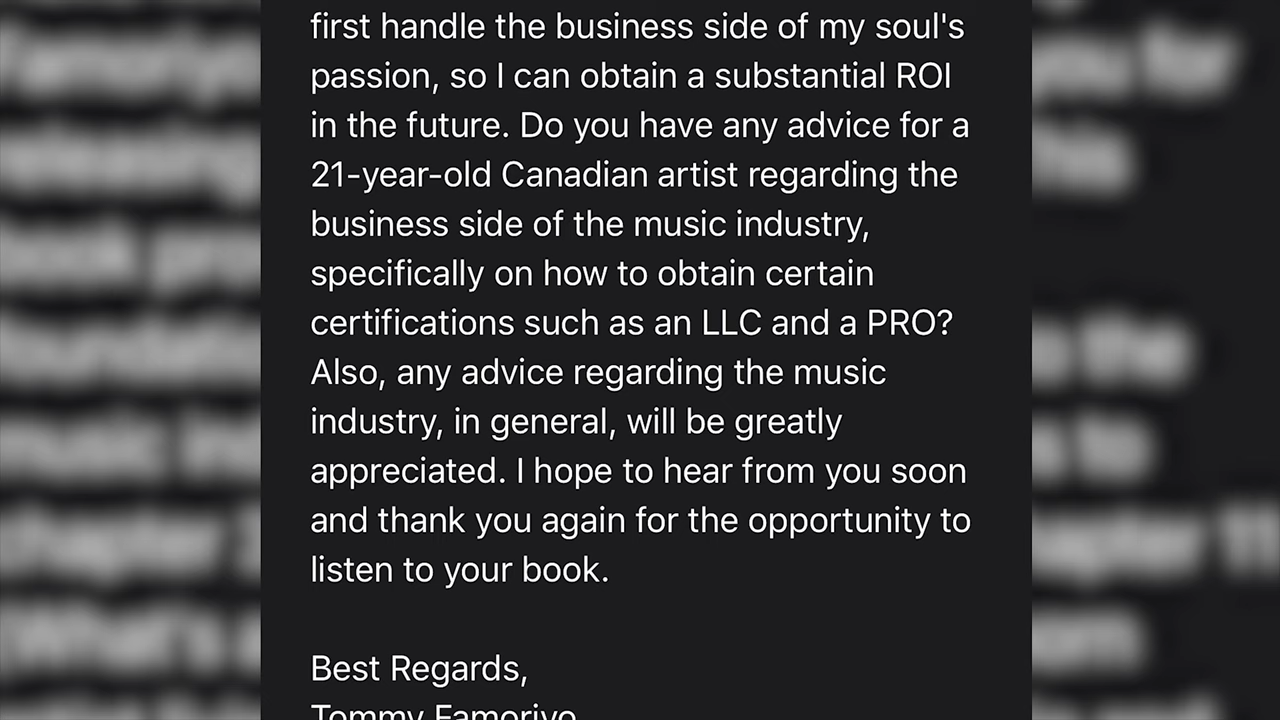 first handle the business side of my soul's
passion, so I can obtain a substantial ROI
in the future. Do you have any advice for a
21-year-old Canadian artist regarding the
business side of the music industry,
specifically on how to obtain certain
certifications such as an LLC and a PRO?
Also, any advice regarding the music
industry, in general, will be greatly
appreciated. I hope to hear from you soon
and thank you again for the opportunity to
listen to your book.
Best Regards,
Tommy Famoriyo